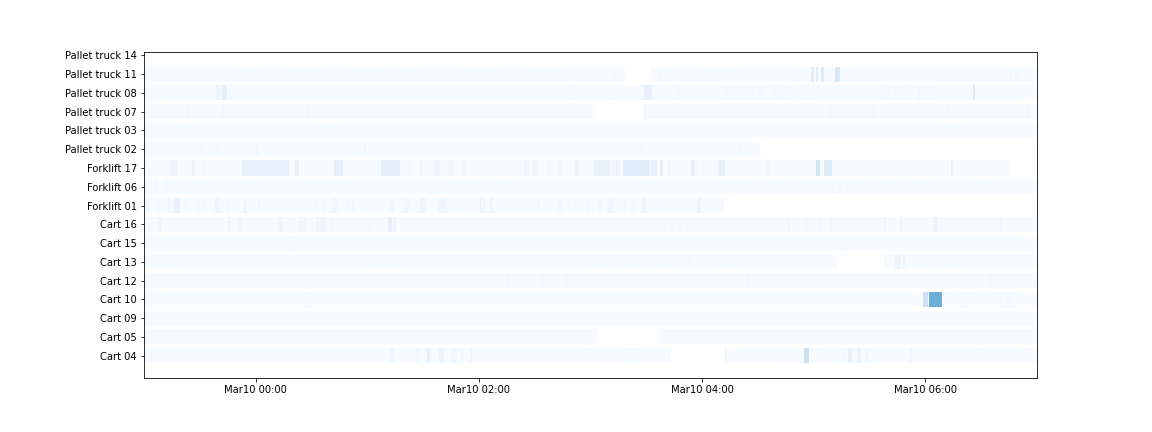 Pallet truck 14
Pallet truck 11
Pallet truck 08
Pallet truck 07
Pallet truck 03
Pallet truck 02
Forklift 17
Forklift 06
Forklift 01
Cart 16
Cart 15
Cart 13
Cart 12
Cart 10
Cart 09
Cart 05
Cart 04
Mar10 00:00 Mar10 02:00 Mar10 04:00 Mar10 06:00